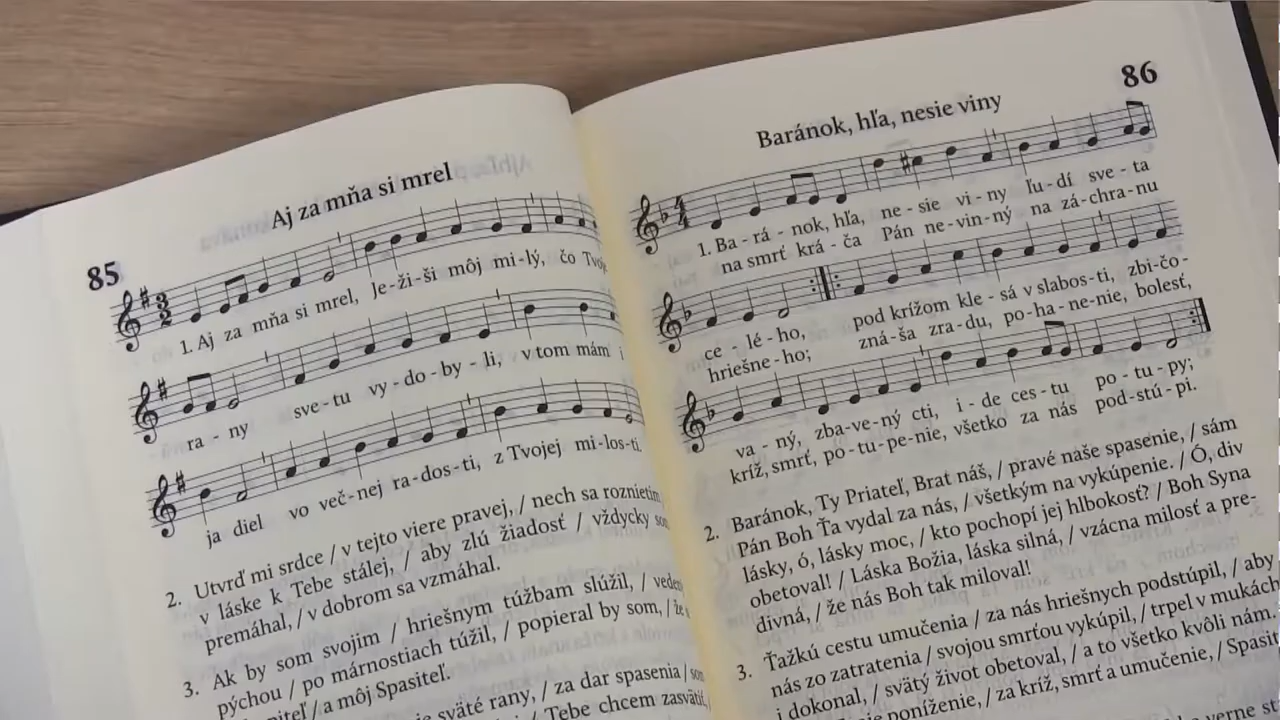 85
Aj za mňa si mrel
1. Aj za mňa si mrel, Je-ži-ši môj mi-lý, čo
ra - ny sve-tu vy-do-by-li, v tom mám i
ja diel vo več-nej ra-dos-ti, z Tvojej mi-los-ti.
2. Utvrď mi srdce / v tejto viere pravej, / nech sa
v láske k Tebe stálej, / aby zlú žiadosť / vždycky
premáhal, / v dobrom sa vzmáhal.
3. Ak by som svojim / hriešnym túžbam slúžil, /
pýchou / po márnostiach túžil, / popieral by som, / že
/ a môj Spasiteľ.
sväté rany, / za dar spasenia /
/ Tebe chcem
86
Baránok, hľa, nesie viny
1. Ba - rá - nok, hľa, ne - sie vi - ny ľu - dí sve - ta
na smrť krá - ča Pán ne-vin-ný na zá-chra-nu
ce - lé - ho, pod krížom kle - sá v slabos-ti, zbi-čo-
hriešne-ho; zná-ša zra-du, po-ha-ne-nie, bolesť,
va - ný, zba-ve-ný cti, i - de ces-tu po-tu-py;
kríž, smrť, po-tu-pe-nie, všetko za nás pod-stú-pi.
2. Baránok, Ty Priateľ, Brat náš, / pravé naše spasenie, / sám
Pán Boh Ťa vydal za nás, / všetkým na vykúpenie. / Ó, div
lásky, ó, lásky moc, / kto pochopí jej hlbokosť? / Boh Syna
obetoval! / Láska Božia, láska silná, / vzácna milosť a pre-
divná, / že nás Boh tak miloval!
3. Ťažkú cestu umučenia / za nás hriešnych podstúpil, / aby
nás zo zatratenia / svojou smrťou vykúpil, / trpel v mukách
i dokonal, / svätý život obetoval, / a to všetko kvôli nám.
poníženie, / za kríž, smrť a umučenie, /
verne